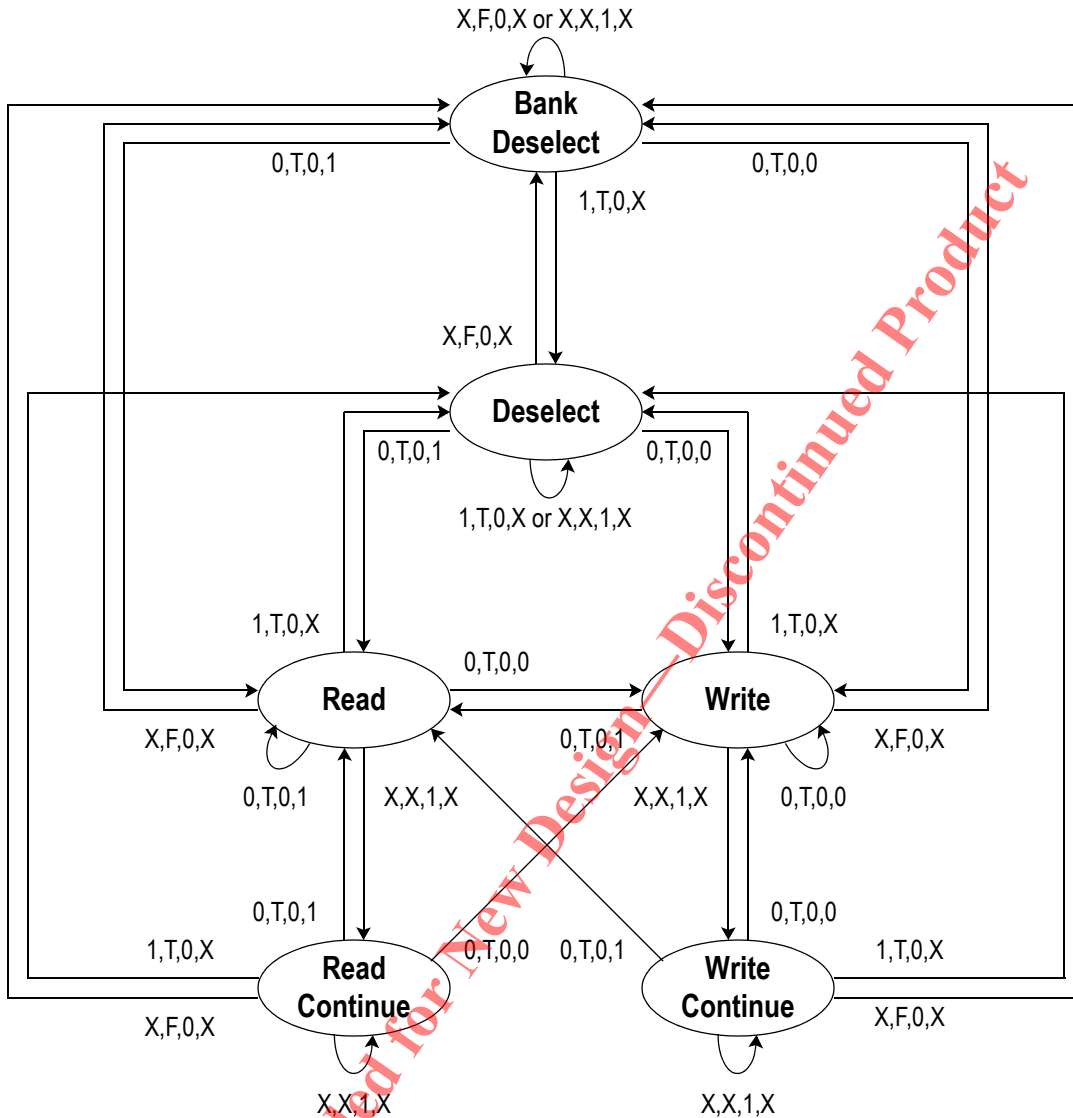 X,F,0,X or X,X,1,X
Bank
Deselect
0,T,0,1
0,T,0,0
1,T,0,X
X,F,0,X
Deselect
0,T,0,1
0,T,0,0
1,T,0,X or X,X,1,X
1,T,0,X
1,T,0,X
0,T,0,0
Read
Write
X,F,0,X
0,T,0,1
X,F,0,X
0,T,0,1
X,X,1,X
X,X,1,X
0,T,0,0
0,T,0,1
0,T,0,0
1,T,0,X
0,T,0,0
0,T,0,1
1,T,0,X
Read
Continue
Write
Continue
X,F,0,X
X,F,0,X
X,X,1,X
X,X,1,X
for New Design—Discontinued Product